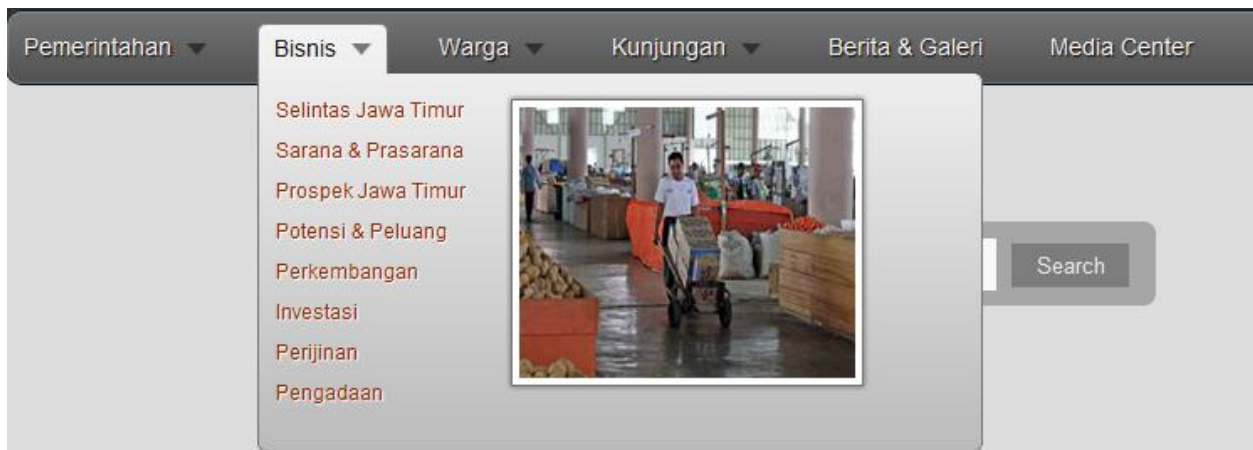 Pemerintahan Bisnis Warga Kunjungan Berita & Galeri Media Center
Selintas Jawa Timur
Sarana & Prasarana
Prospek Jawa Timur
Potensi & Peluang
Perkembangan
Investasi
Perijinan
Pengadaan
Search